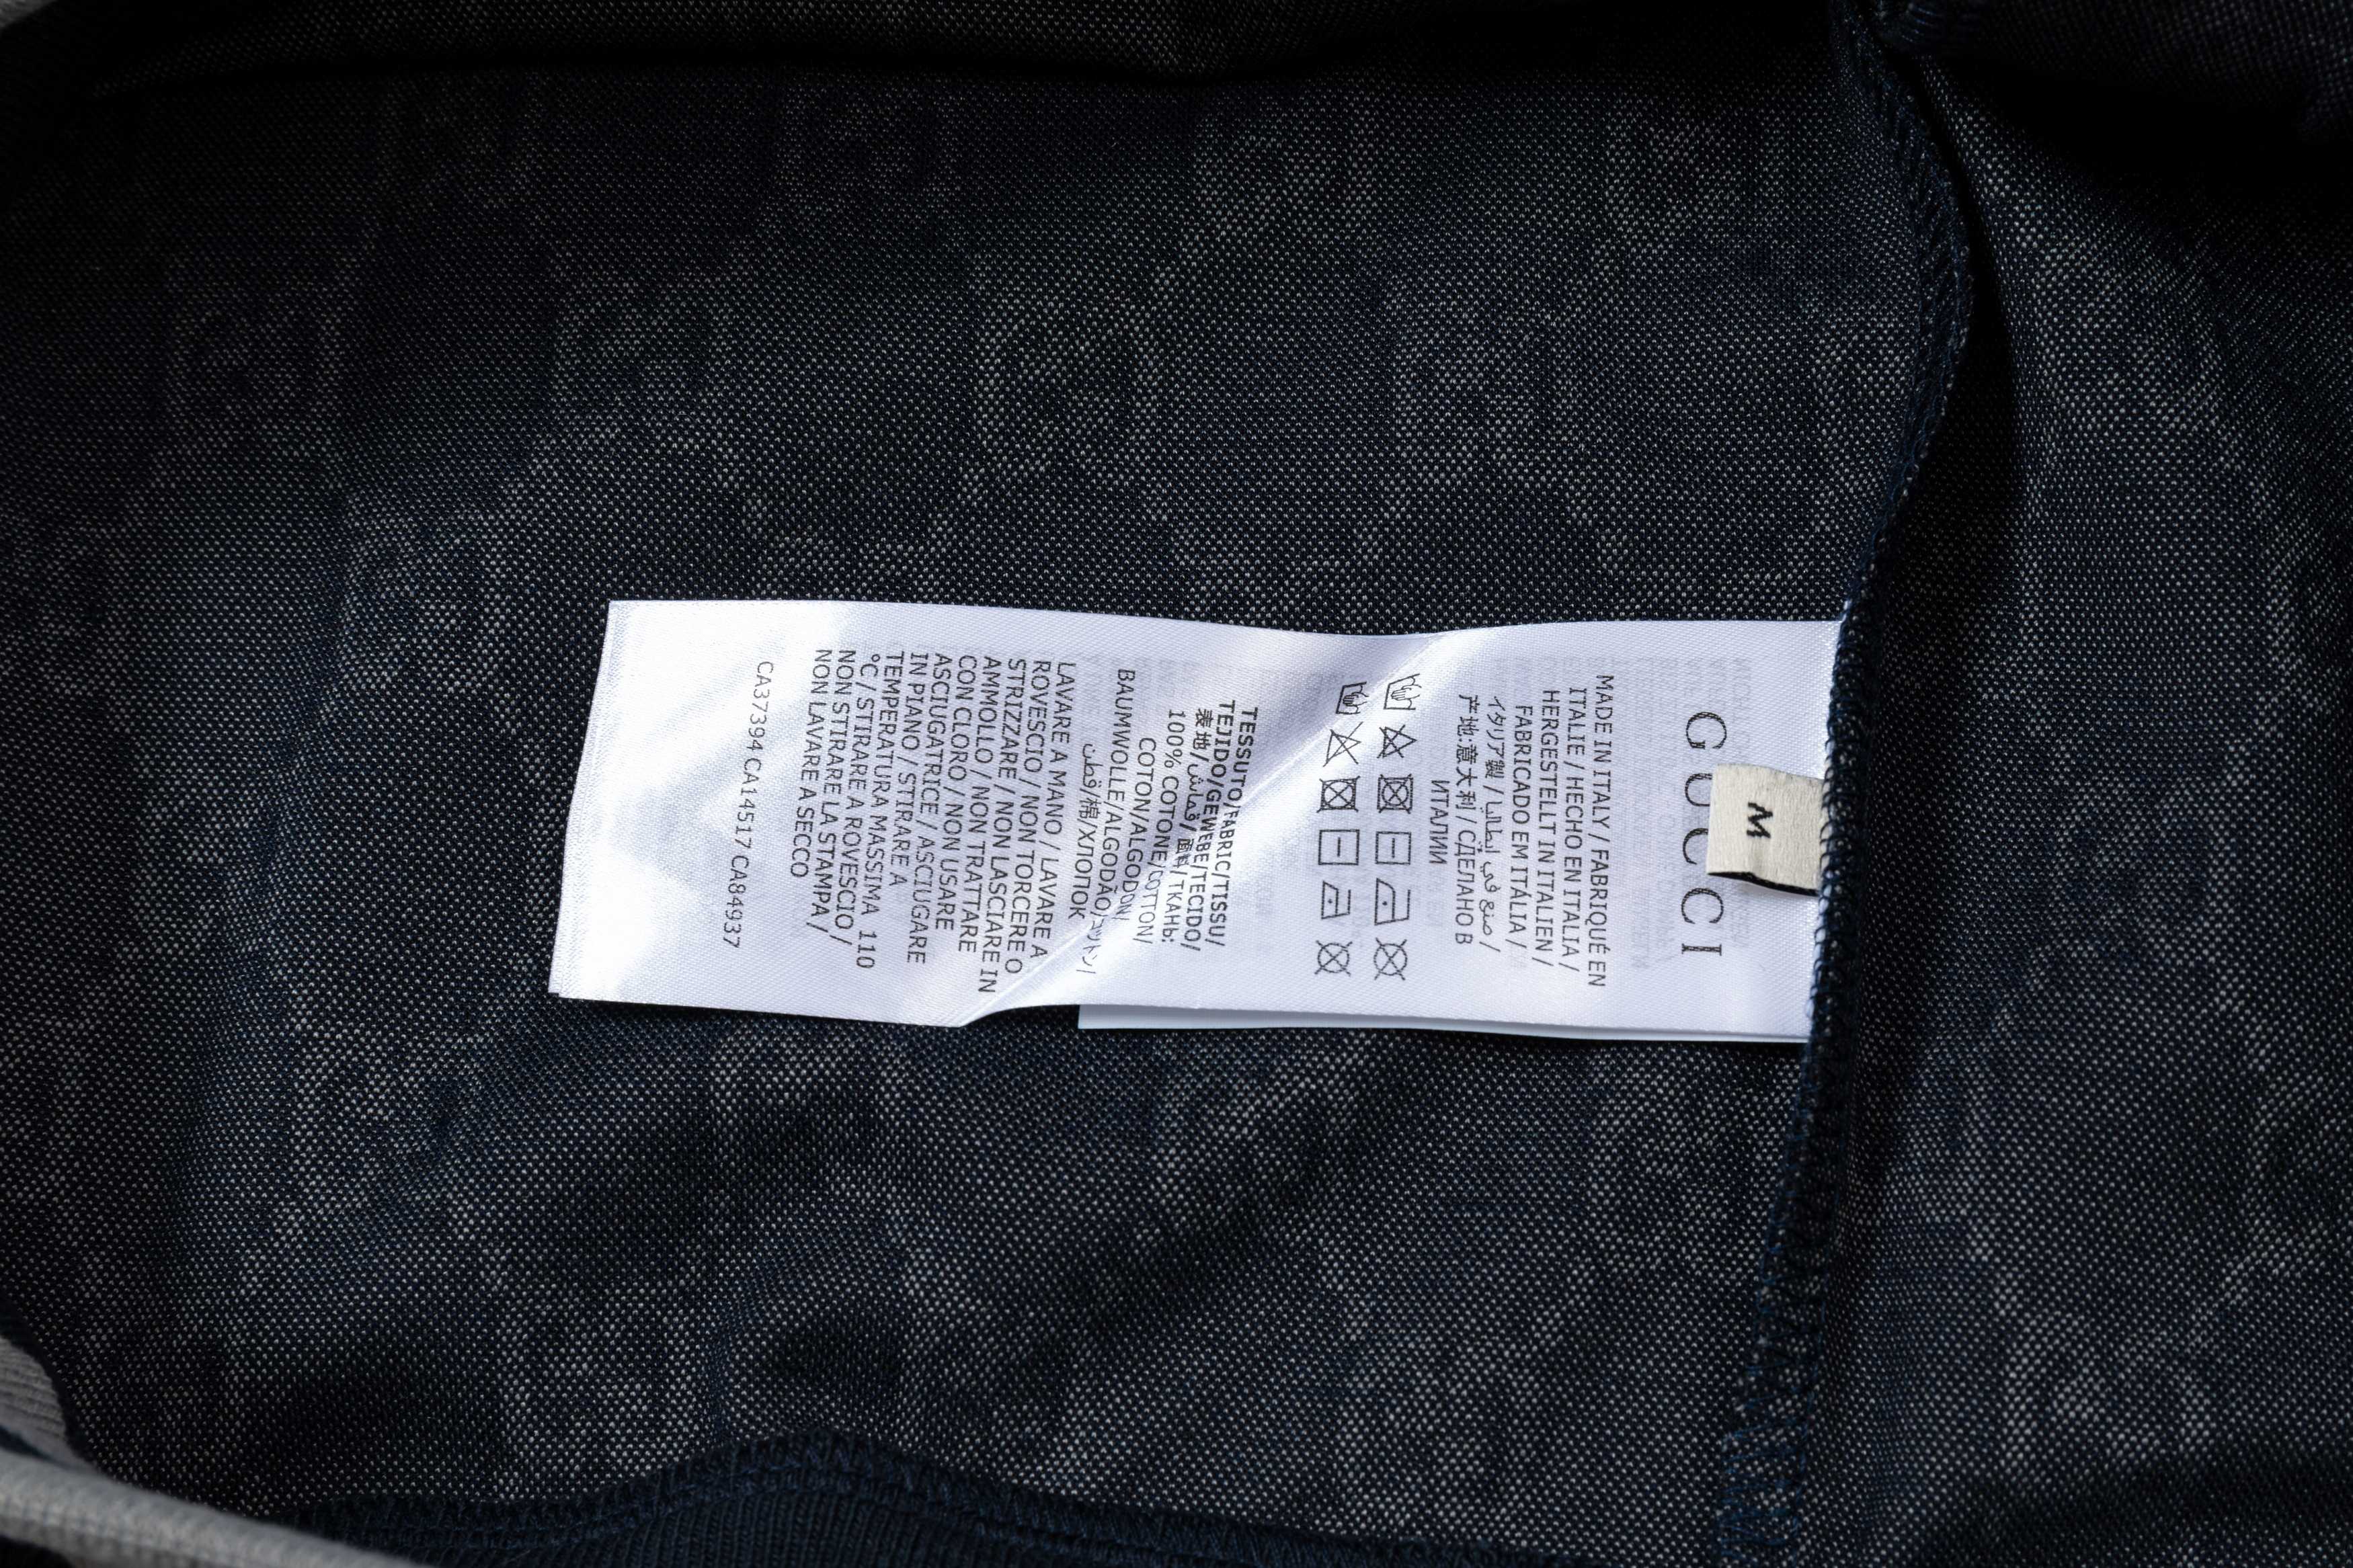 GUCCI
M
MADE IN ITALY / FABRIQUÉ EN
ITALIE / HECHO EN ITALIA /
HERGESTELLT IN ITALIEN /
FABRICADO EM ITÁLIA /
イタリア製 / صنع في إيطاليا /
产地:意大利 / СДЕЛАНО В
ИТАЛИИ
TESSUTO/FABRIC/TISSU/
TEJIDO/GEWEBE/TECIDO/
表地/قماش/面料/ТКАНЬ:
100% COTONE/COTTON/
COTON/ALGODON/
BAUMWOLLE/ALGODÃO/コットン/
قطن/棉/ХЛОПОК
LAVARE A MANO / LAVARE A
ROVESCIO / NON TORCERE O
STRIZZARE / NON LASCIARE IN
AMMOLLO / NON TRATTARE
CON CLORO / NON USARE
ASCIUGATRICE / ASCIUGARE
IN PIANO / STIRARE A
TEMPERATURA MASSIMA 110
°C / STIRARE A ROVESCIO /
NON STIRARE LA STAMPA /
NON LAVARE A SECCO
CA37394 CA14517 CA84937